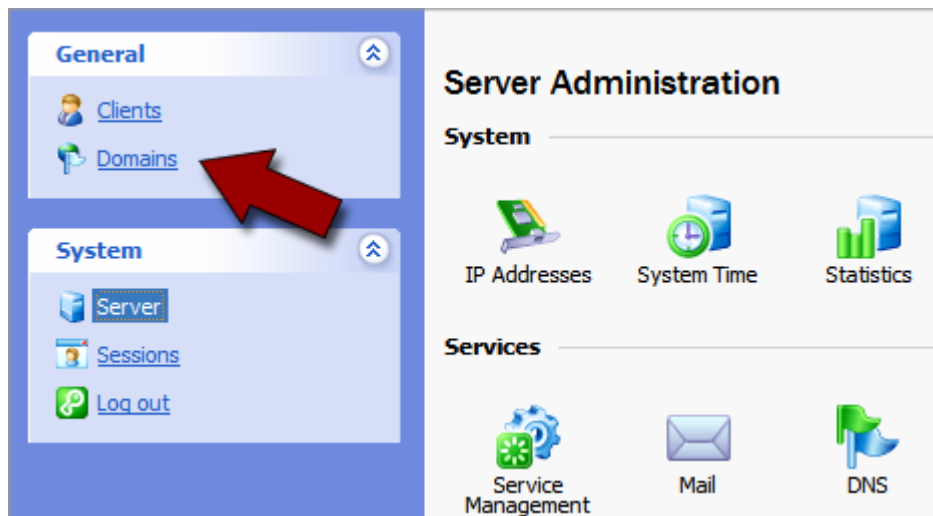 General
Clients
Domains
System
Server
Sessions
Log out
Server Administration
System
IP Addresses
System Time
Statistics
Services
Service
Management
Mail
DNS